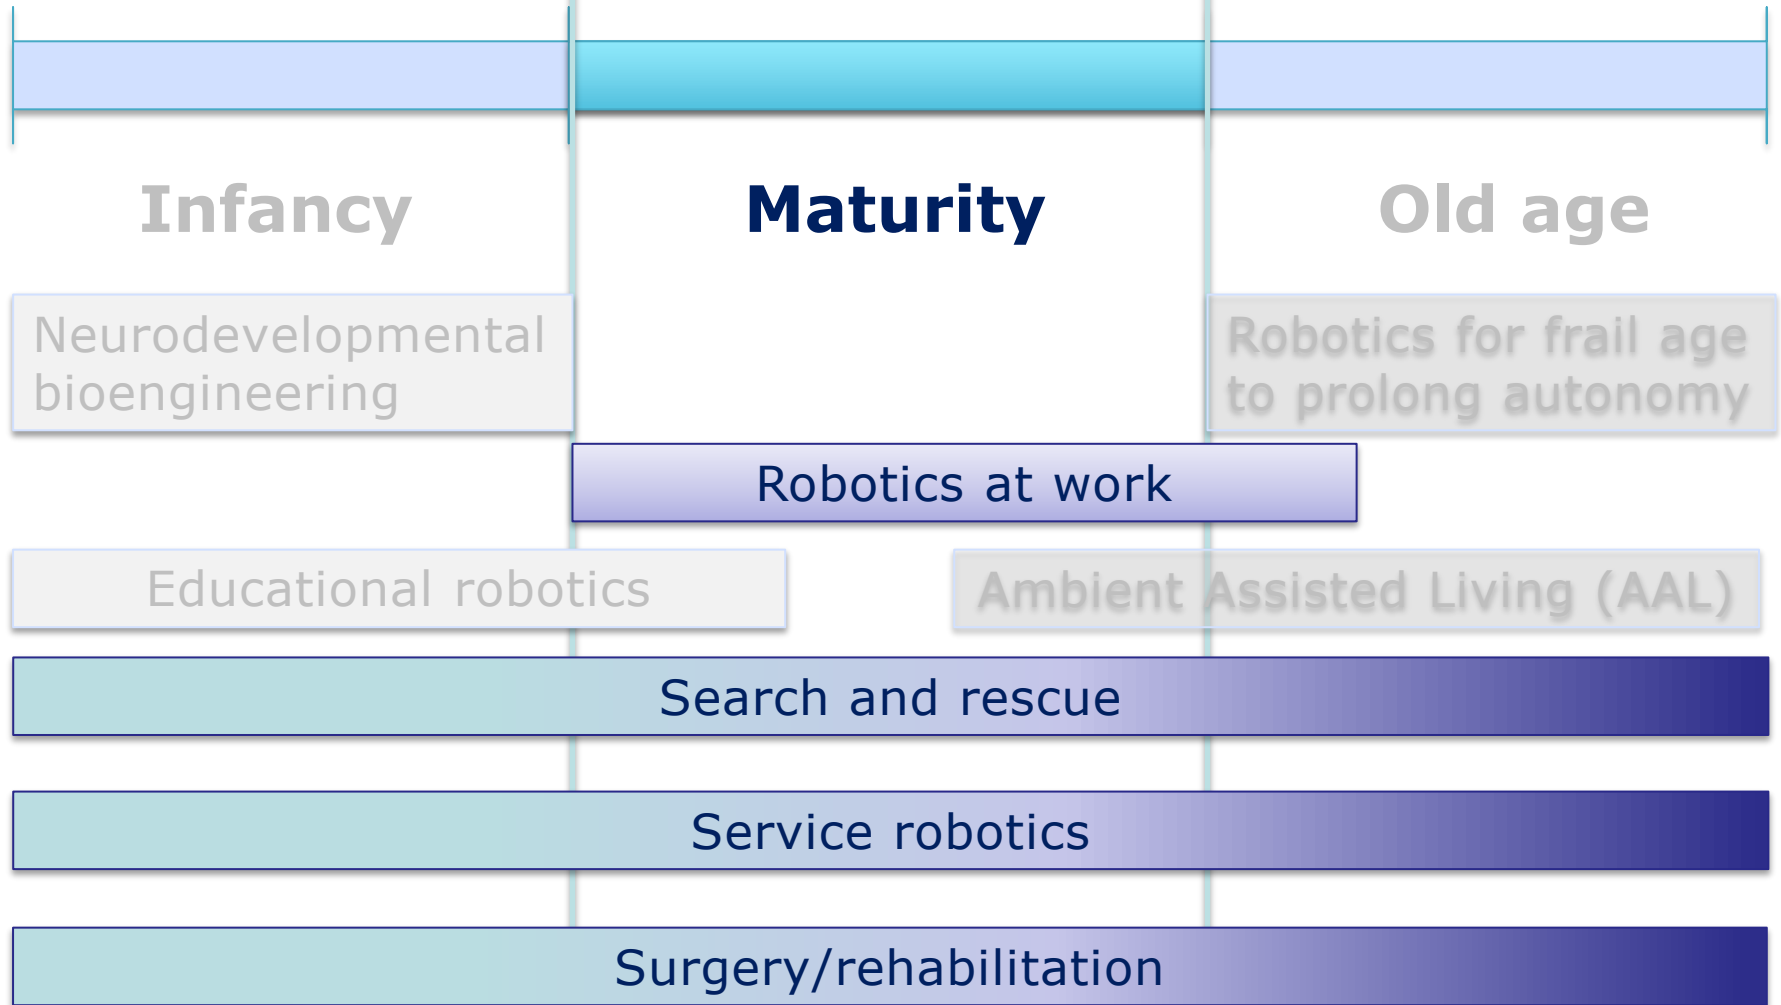 Infancy
Maturity
Old age
Neurodevelopmental
bioengineering
Robotics for frail age
to prolong autonomy
Robotics at work
Educational robotics
Ambient Assisted Living (AAL)
Search and rescue
Service robotics
Surgery/rehabilitation